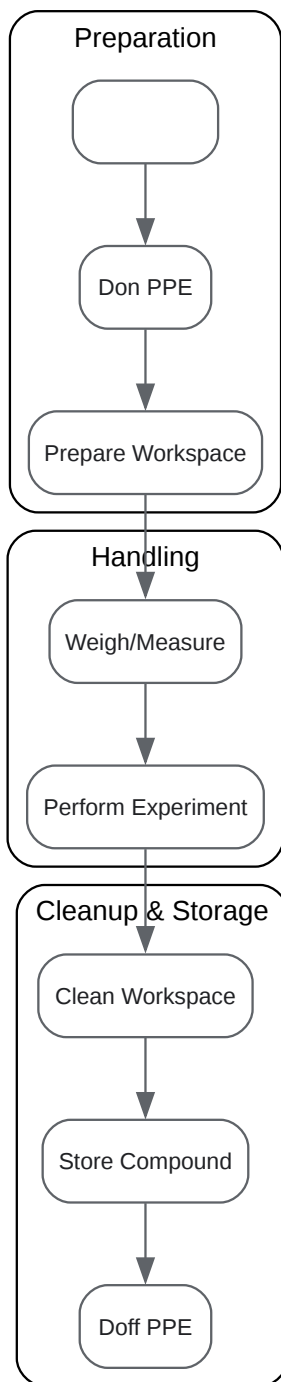 Preparation
Don PPE
Prepare Workspace
Handling
Weigh/Measure
Perform Experiment
Cleanup & Storage
Clean Workspace
Store Compound
Doff PPE